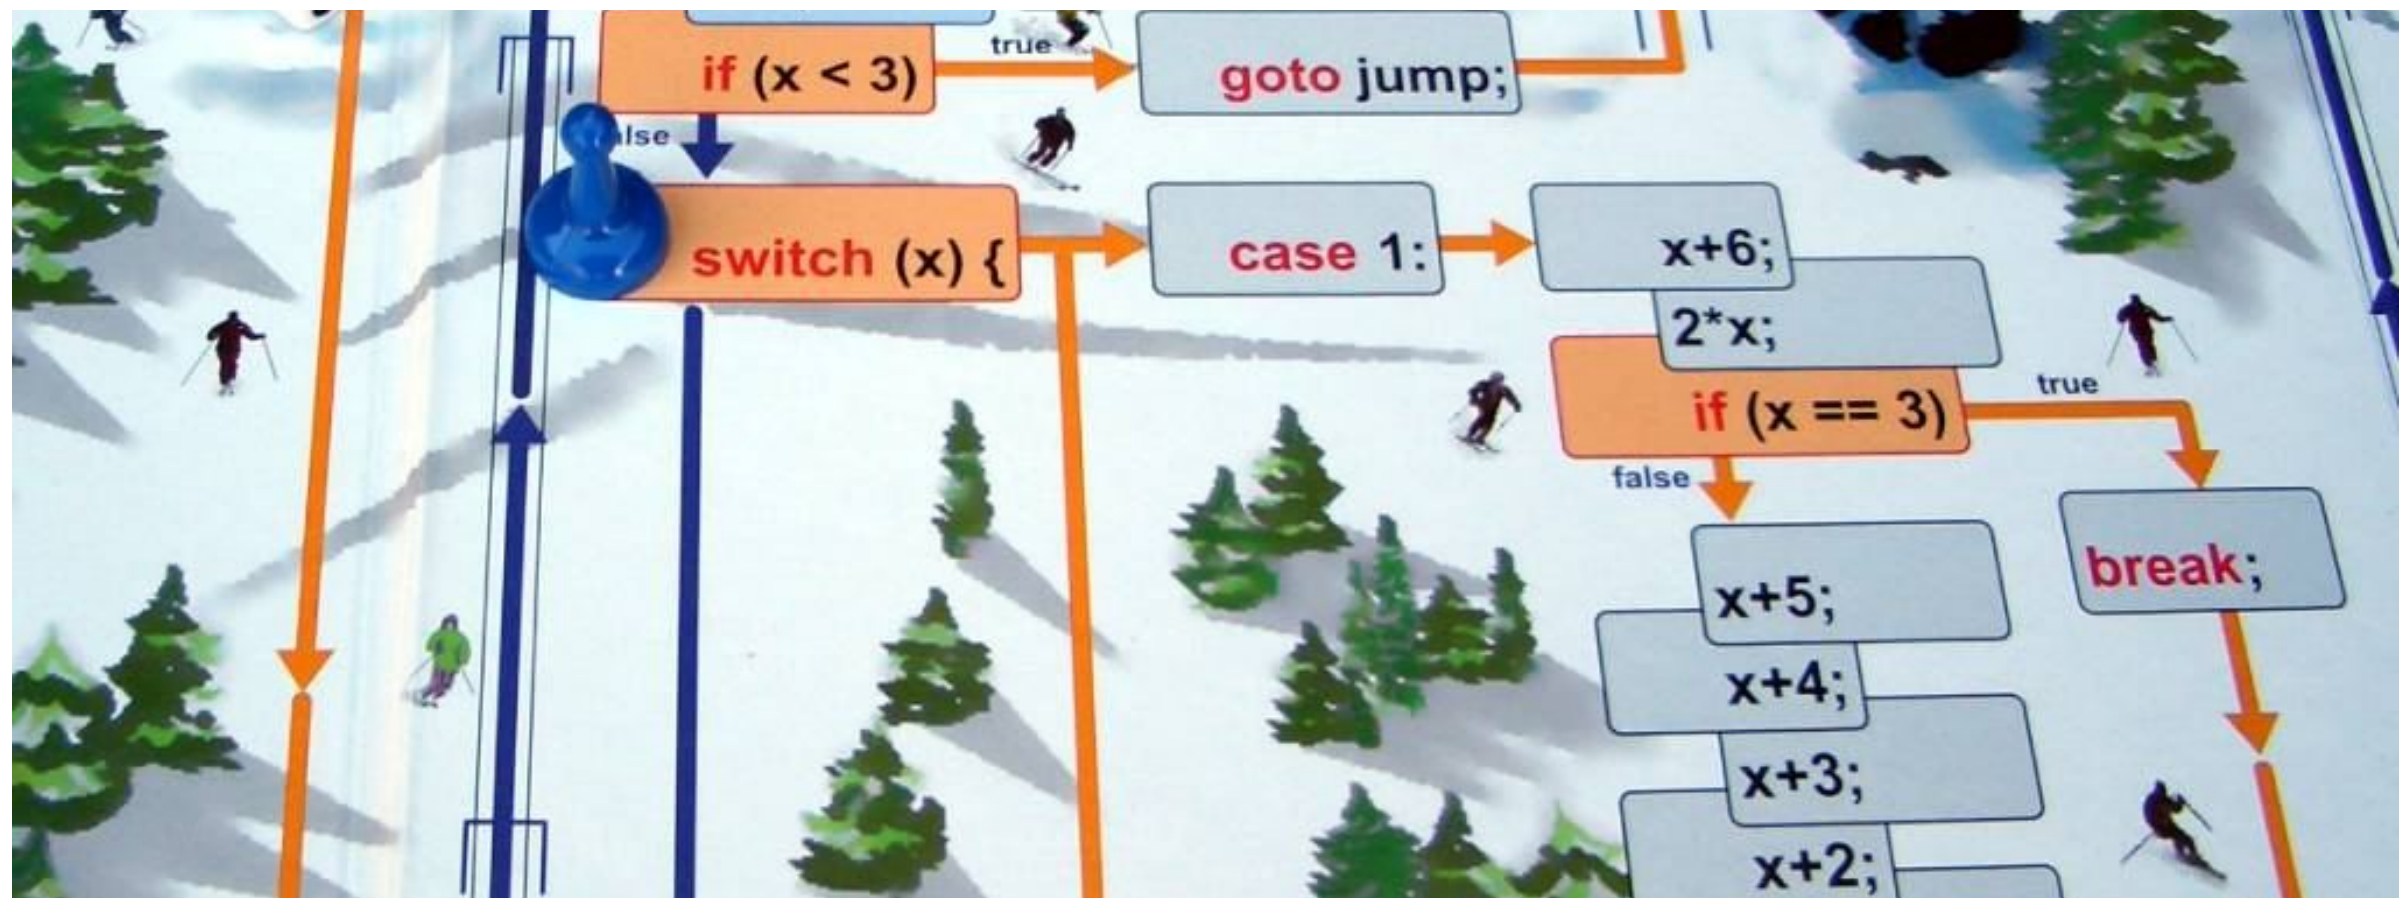 if (x < 3)
true
goto jump;
alse
switch (x) {
case 1:
x+6;
2*x;
if (x == 3)
true
false
break;
x+5;
x+4;
x+3;
x+2;